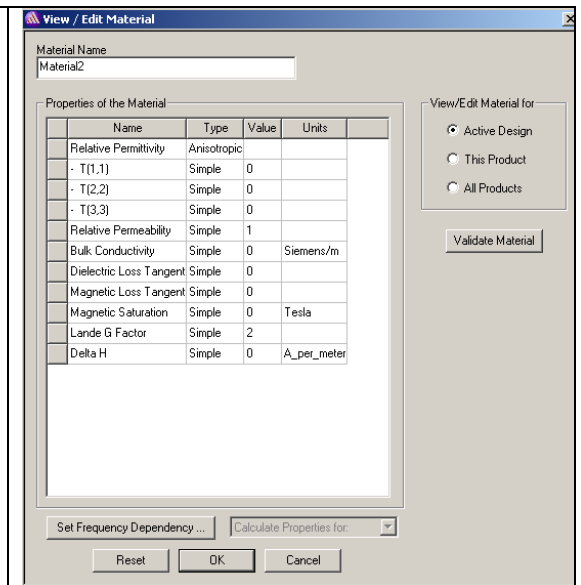 View / Edit Material
Material Name
Material2
Properties of the Material
Name Type Value Units
Relative Permittivity Anisotropic
- T(1,1) Simple 0
- T(2,2) Simple 0
- T(3,3) Simple 0
Relative Permeability Simple 1
Bulk Conductivity Simple 0 Siemens/m
Dielectric Loss Tangent Simple 0
Magnetic Loss Tangent Simple 0
Magnetic Saturation Simple 0 Tesla
Lande G Factor Simple 2
Delta H Simple 0 A_per_meter
View/Edit Material for
Active Design
This Product
All Products
Validate Material
Set Frequency Dependency ... Calculate Properties for:
Reset OK Cancel